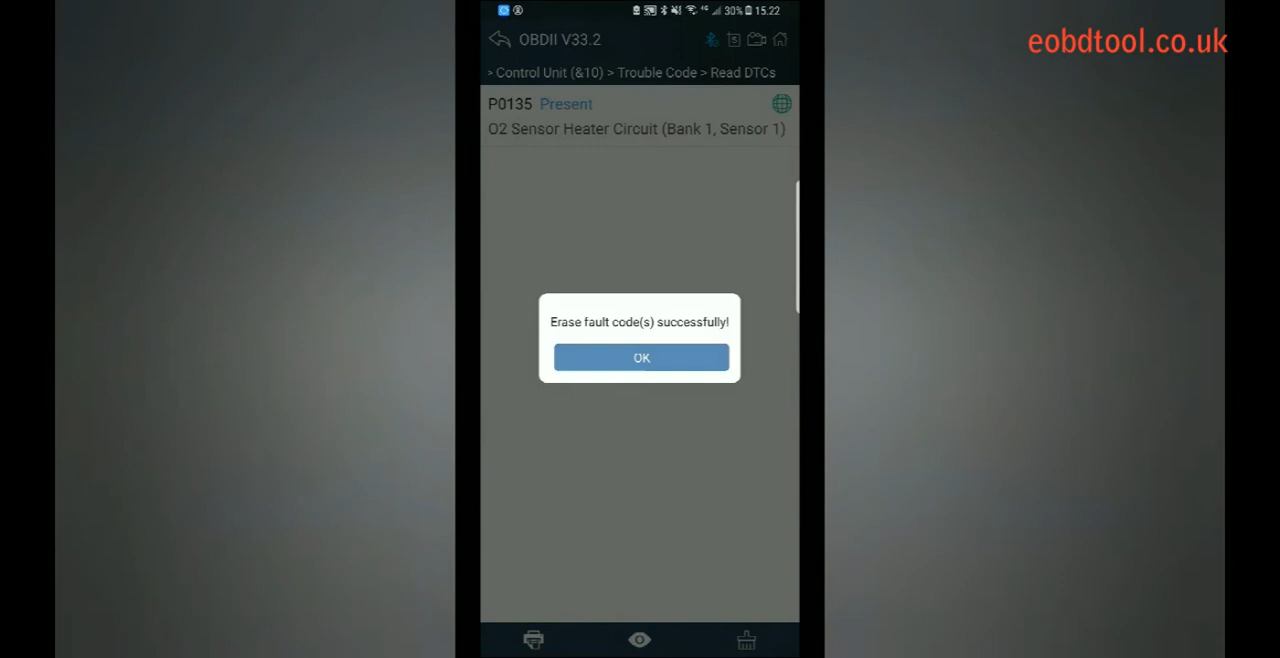 30% 15.22
eobdtool.co.uk
OBDII V33.2
> Control Unit (&10) > Trouble Code > Read DTCs
P0135 Present
O2 Sensor Heater Circuit (Bank 1, Sensor 1)
Erase fault code(s) successfully!
OK